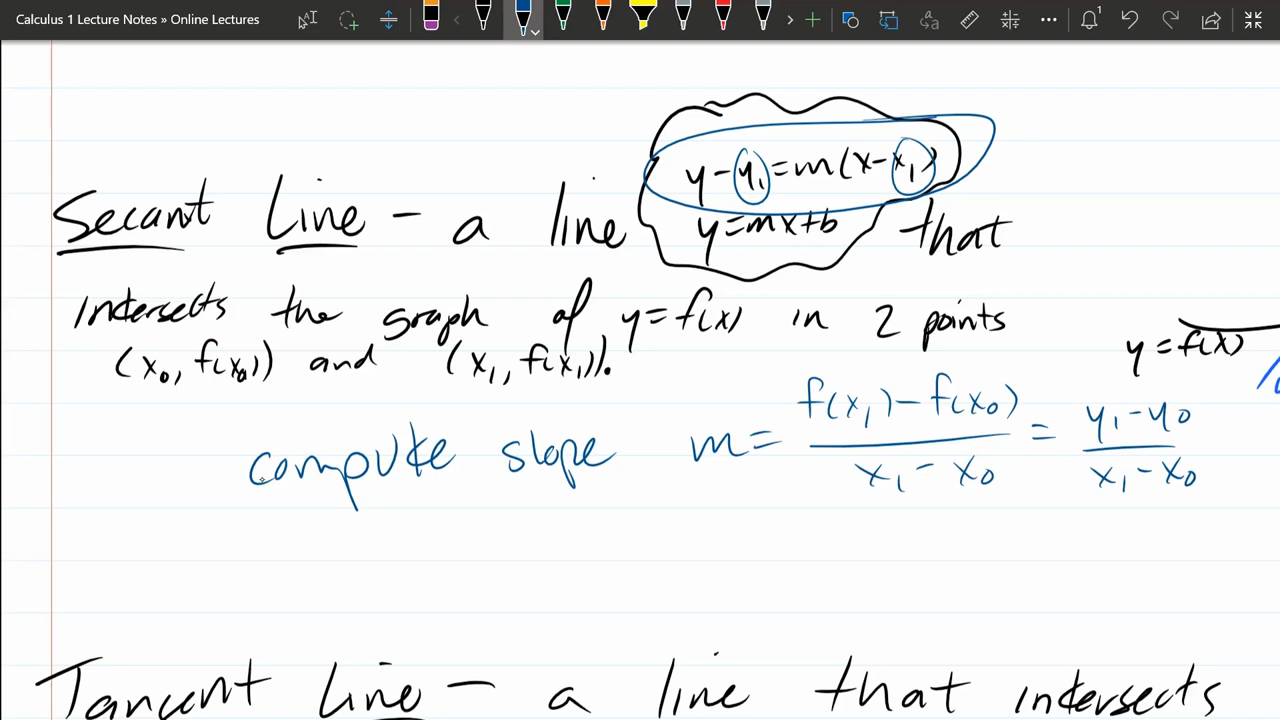 Calculus 1 Lecture Notes » Online Lectures
y - y₁ = m(x - x₁)
y = mx + b
Secant Line - a line that
intersects the graph of y = f(x) in 2 points
(x₀, f(x₀)) and (x₁, f(x₁)).
y = f(x)
compute slope m = f(x₁) - f(x₀) / x₁ - x₀ = y₁ - y₀ / x₁ - x₀
Tangent Line - a line that intersects